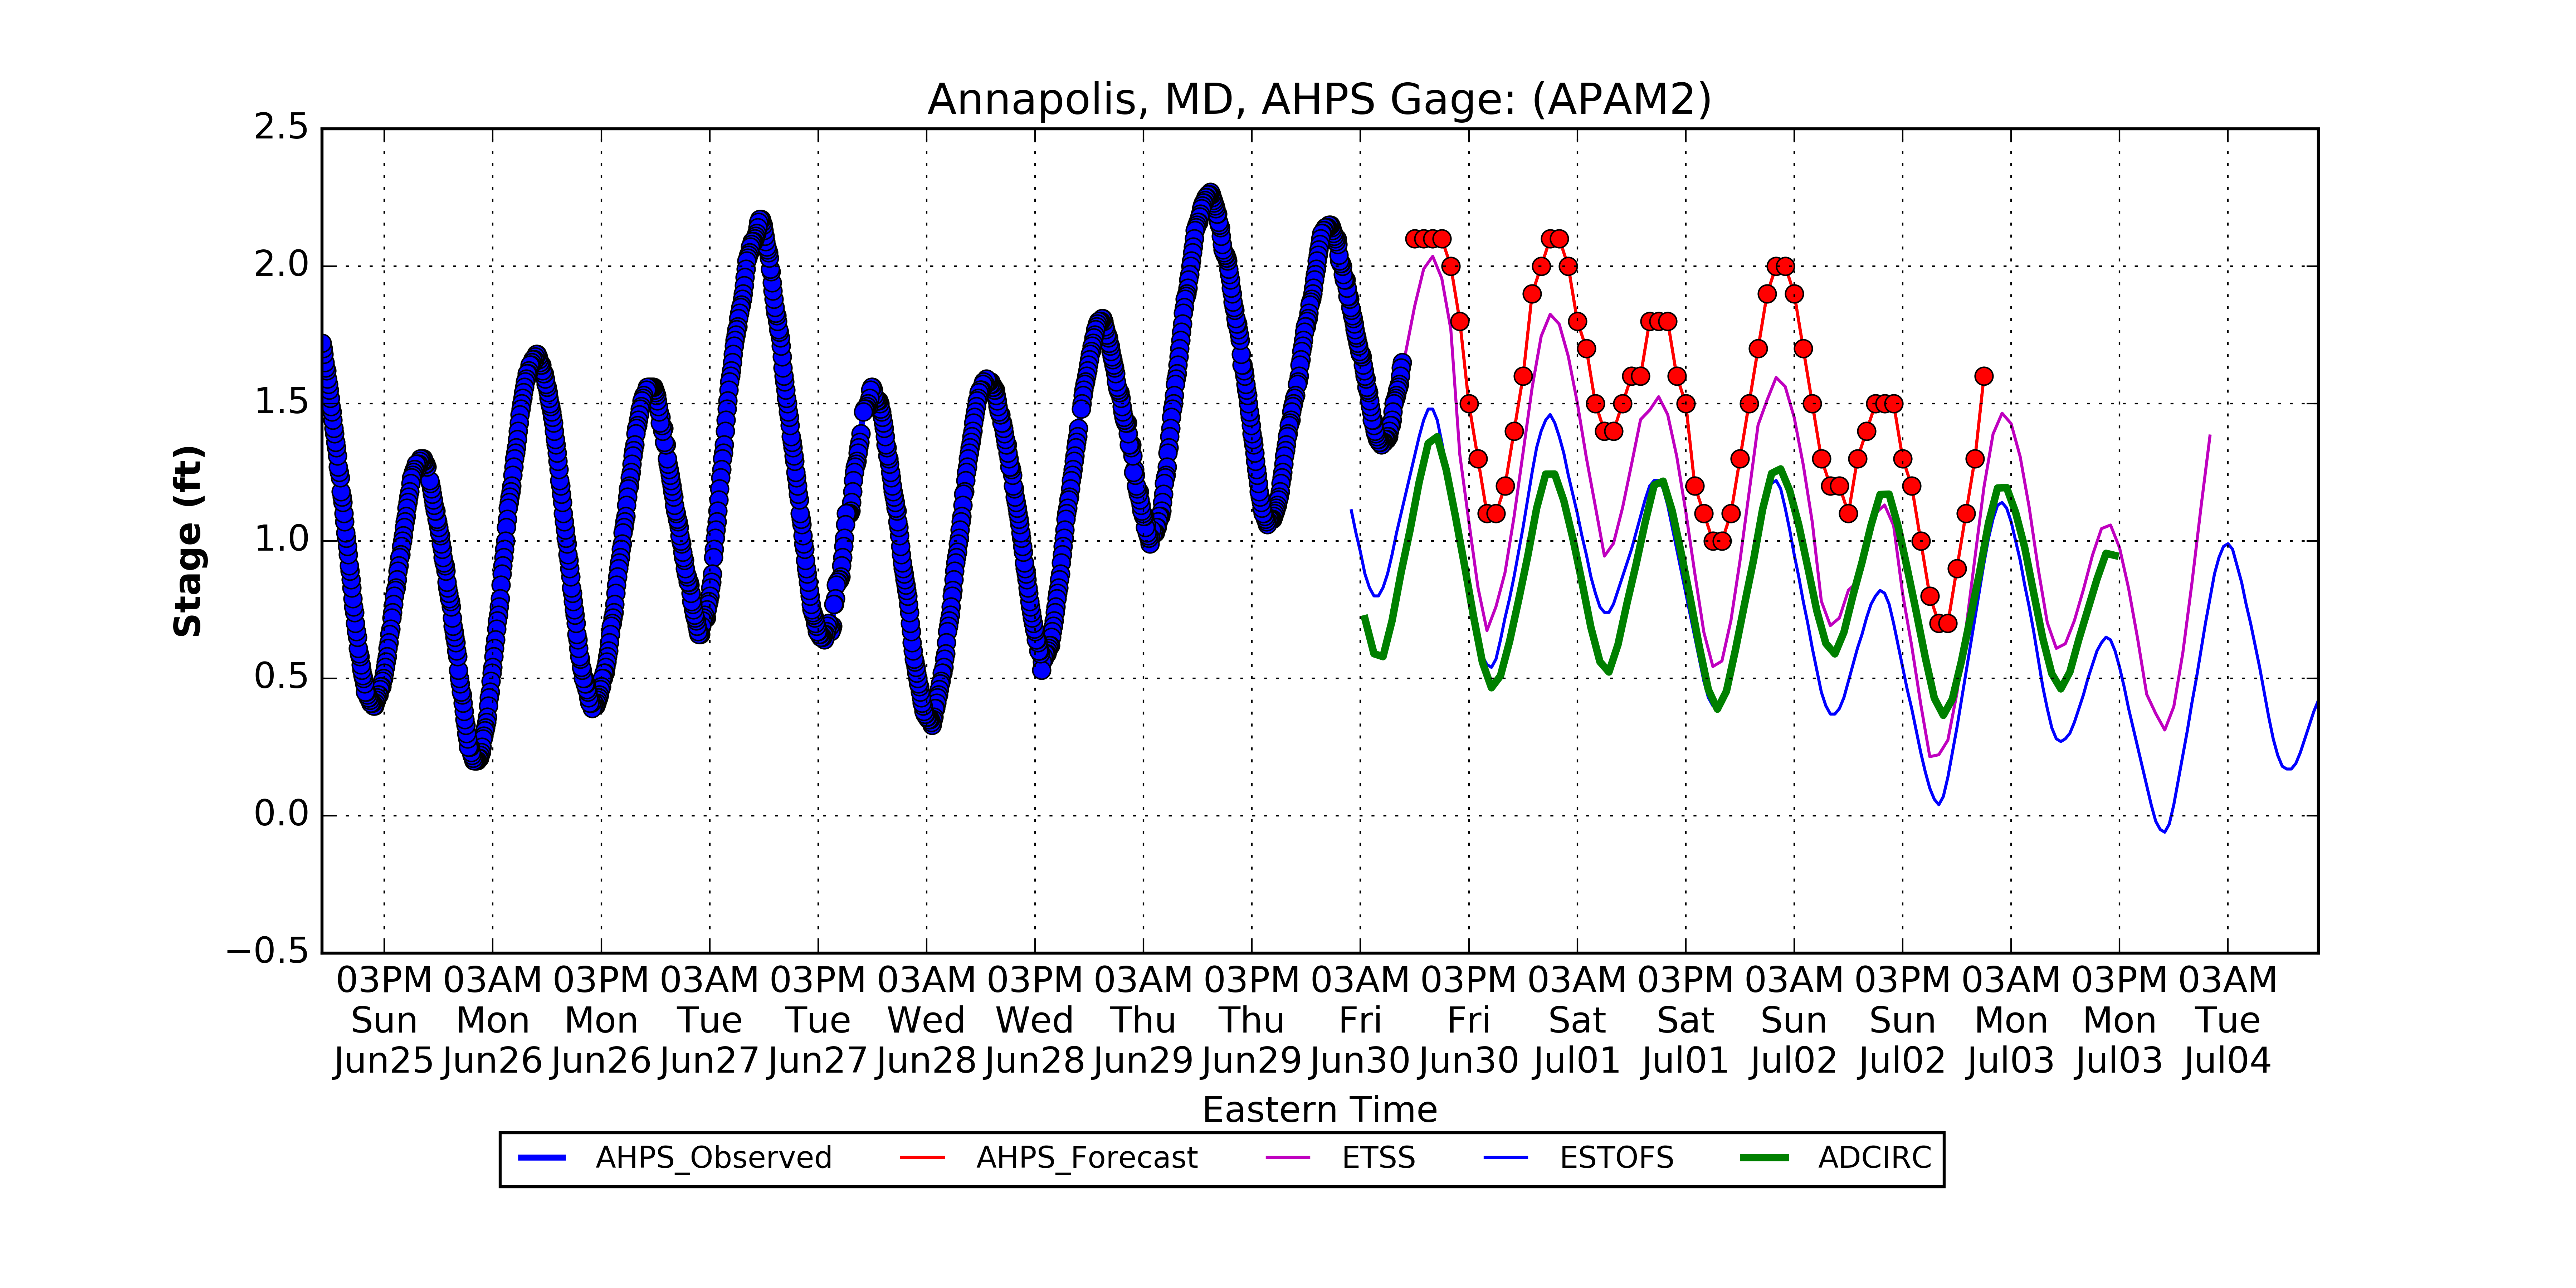 Annapolis, MD, AHPS Gage: (APAM2)
2.5
2.0
1.5
1.0
0.5
0.0
−0.5
Stage (ft)
03PM 03AM 03PM 03AM 03PM 03AM 03PM 03AM 03PM 03AM 03PM 03AM 03PM 03AM 03PM 03AM 03PM 03AM
Sun Mon Mon Tue Tue Wed Wed Thu Thu Fri Fri Sat Sat Sun Sun Mon Mon Tue
Jun25 Jun26 Jun26 Jun27 Jun27 Jun28 Jun28 Jun29 Jun29 Jun30 Jun30 Jul01 Jul01 Jul02 Jul02 Jul03 Jul03 Jul04
Eastern Time
AHPS_Observed AHPS_Forecast ETSS ESTOFS ADCIRC